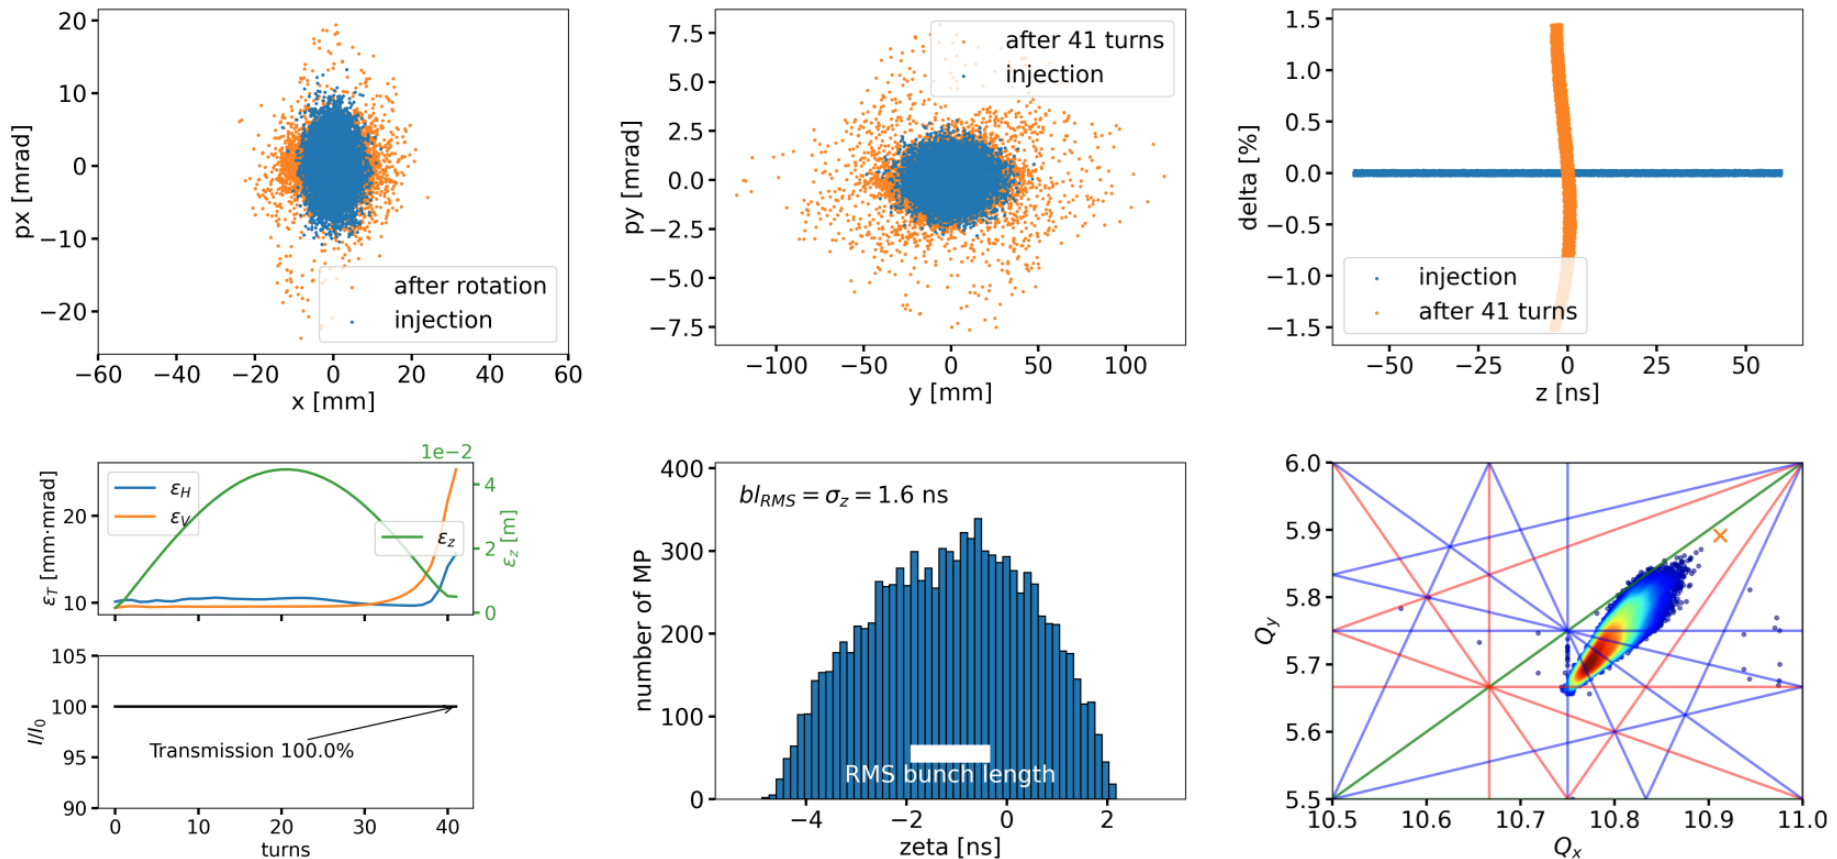 20
10
0
−10
−20
px [mrad]
after rotation
injection
−60 −40 −20 0 20 40 60
x [mm]
7.5
5.0
2.5
0.0
−2.5
−5.0
−7.5
py [mrad]
after 41 turns
injection
−100 −50 0 50 100
y [mm]
1.5
1.0
0.5
0.0
−0.5
−1.0
−1.5
delta [%]
injection
after 41 turns
−50 −25 0 25 50
z [ns]
1e−2
εH
εV
20
10
εT [mm·mrad]
εz
4
2
0
εz [m]
105
100
95
90
I/I0
Transmission 100.0%
0 10 20 30 40
turns
400
300
200
100
0
number of MP
blRMS = σz = 1.6 ns
RMS bunch length
−4 −2 0 2
zeta [ns]
6.0
5.9
5.8
5.7
5.6
5.5
Qy
10.5 10.6 10.7 10.8 10.9 11.0
Qx